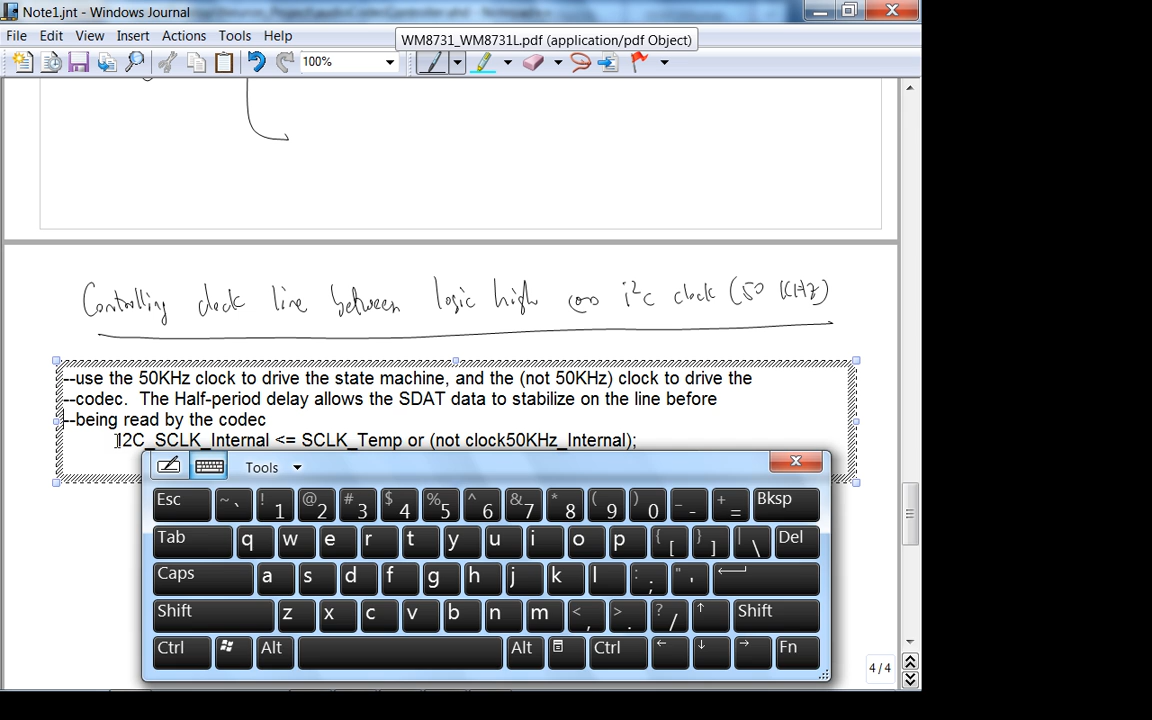 Note1.jnt - Windows Journal
File Edit View Insert Actions Tools Help
WM8731_WM8731L.pdf (application/pdf Object)
100%
Controlling clock line between logic high i²c clock (50 KHz)
--use the 50KHz clock to drive the state machine, and the (not 50KHz) clock to drive the
--codec.  The Half-period delay allows the SDAT data to stabilize on the line before
--being read by the codec
I2C_SCLK_Internal <= SCLK_Temp or (not clock50KHz_Internal);
Tools
Esc ~ ` ! 1 @ 2 # 3 $ 4 % 5 ^ 6 & 7 * 8 ( 9 ) 0 _ - + = Bksp
Tab q w e r t y u i o p { [ } ] | \ Del
Caps a s d f g h j k l : ; " '
Shift z x c v b n m < , > . ? / ↑ Shift
Ctrl Alt Alt Ctrl ← ↓ → Fn
4 / 4